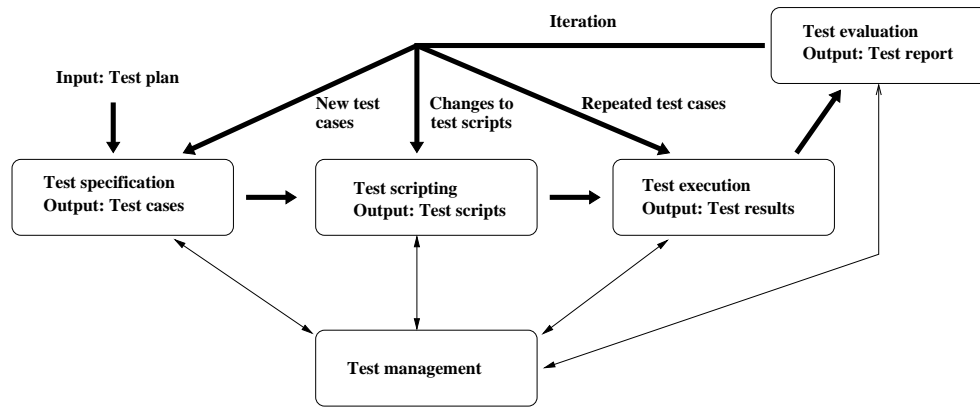 Iteration
Test evaluation
Output: Test report
Input: Test plan
New test
cases
Changes to
test scripts
Repeated test cases
Test specification
Output: Test cases
Test scripting
Output: Test scripts
Test execution
Output: Test results
Test management